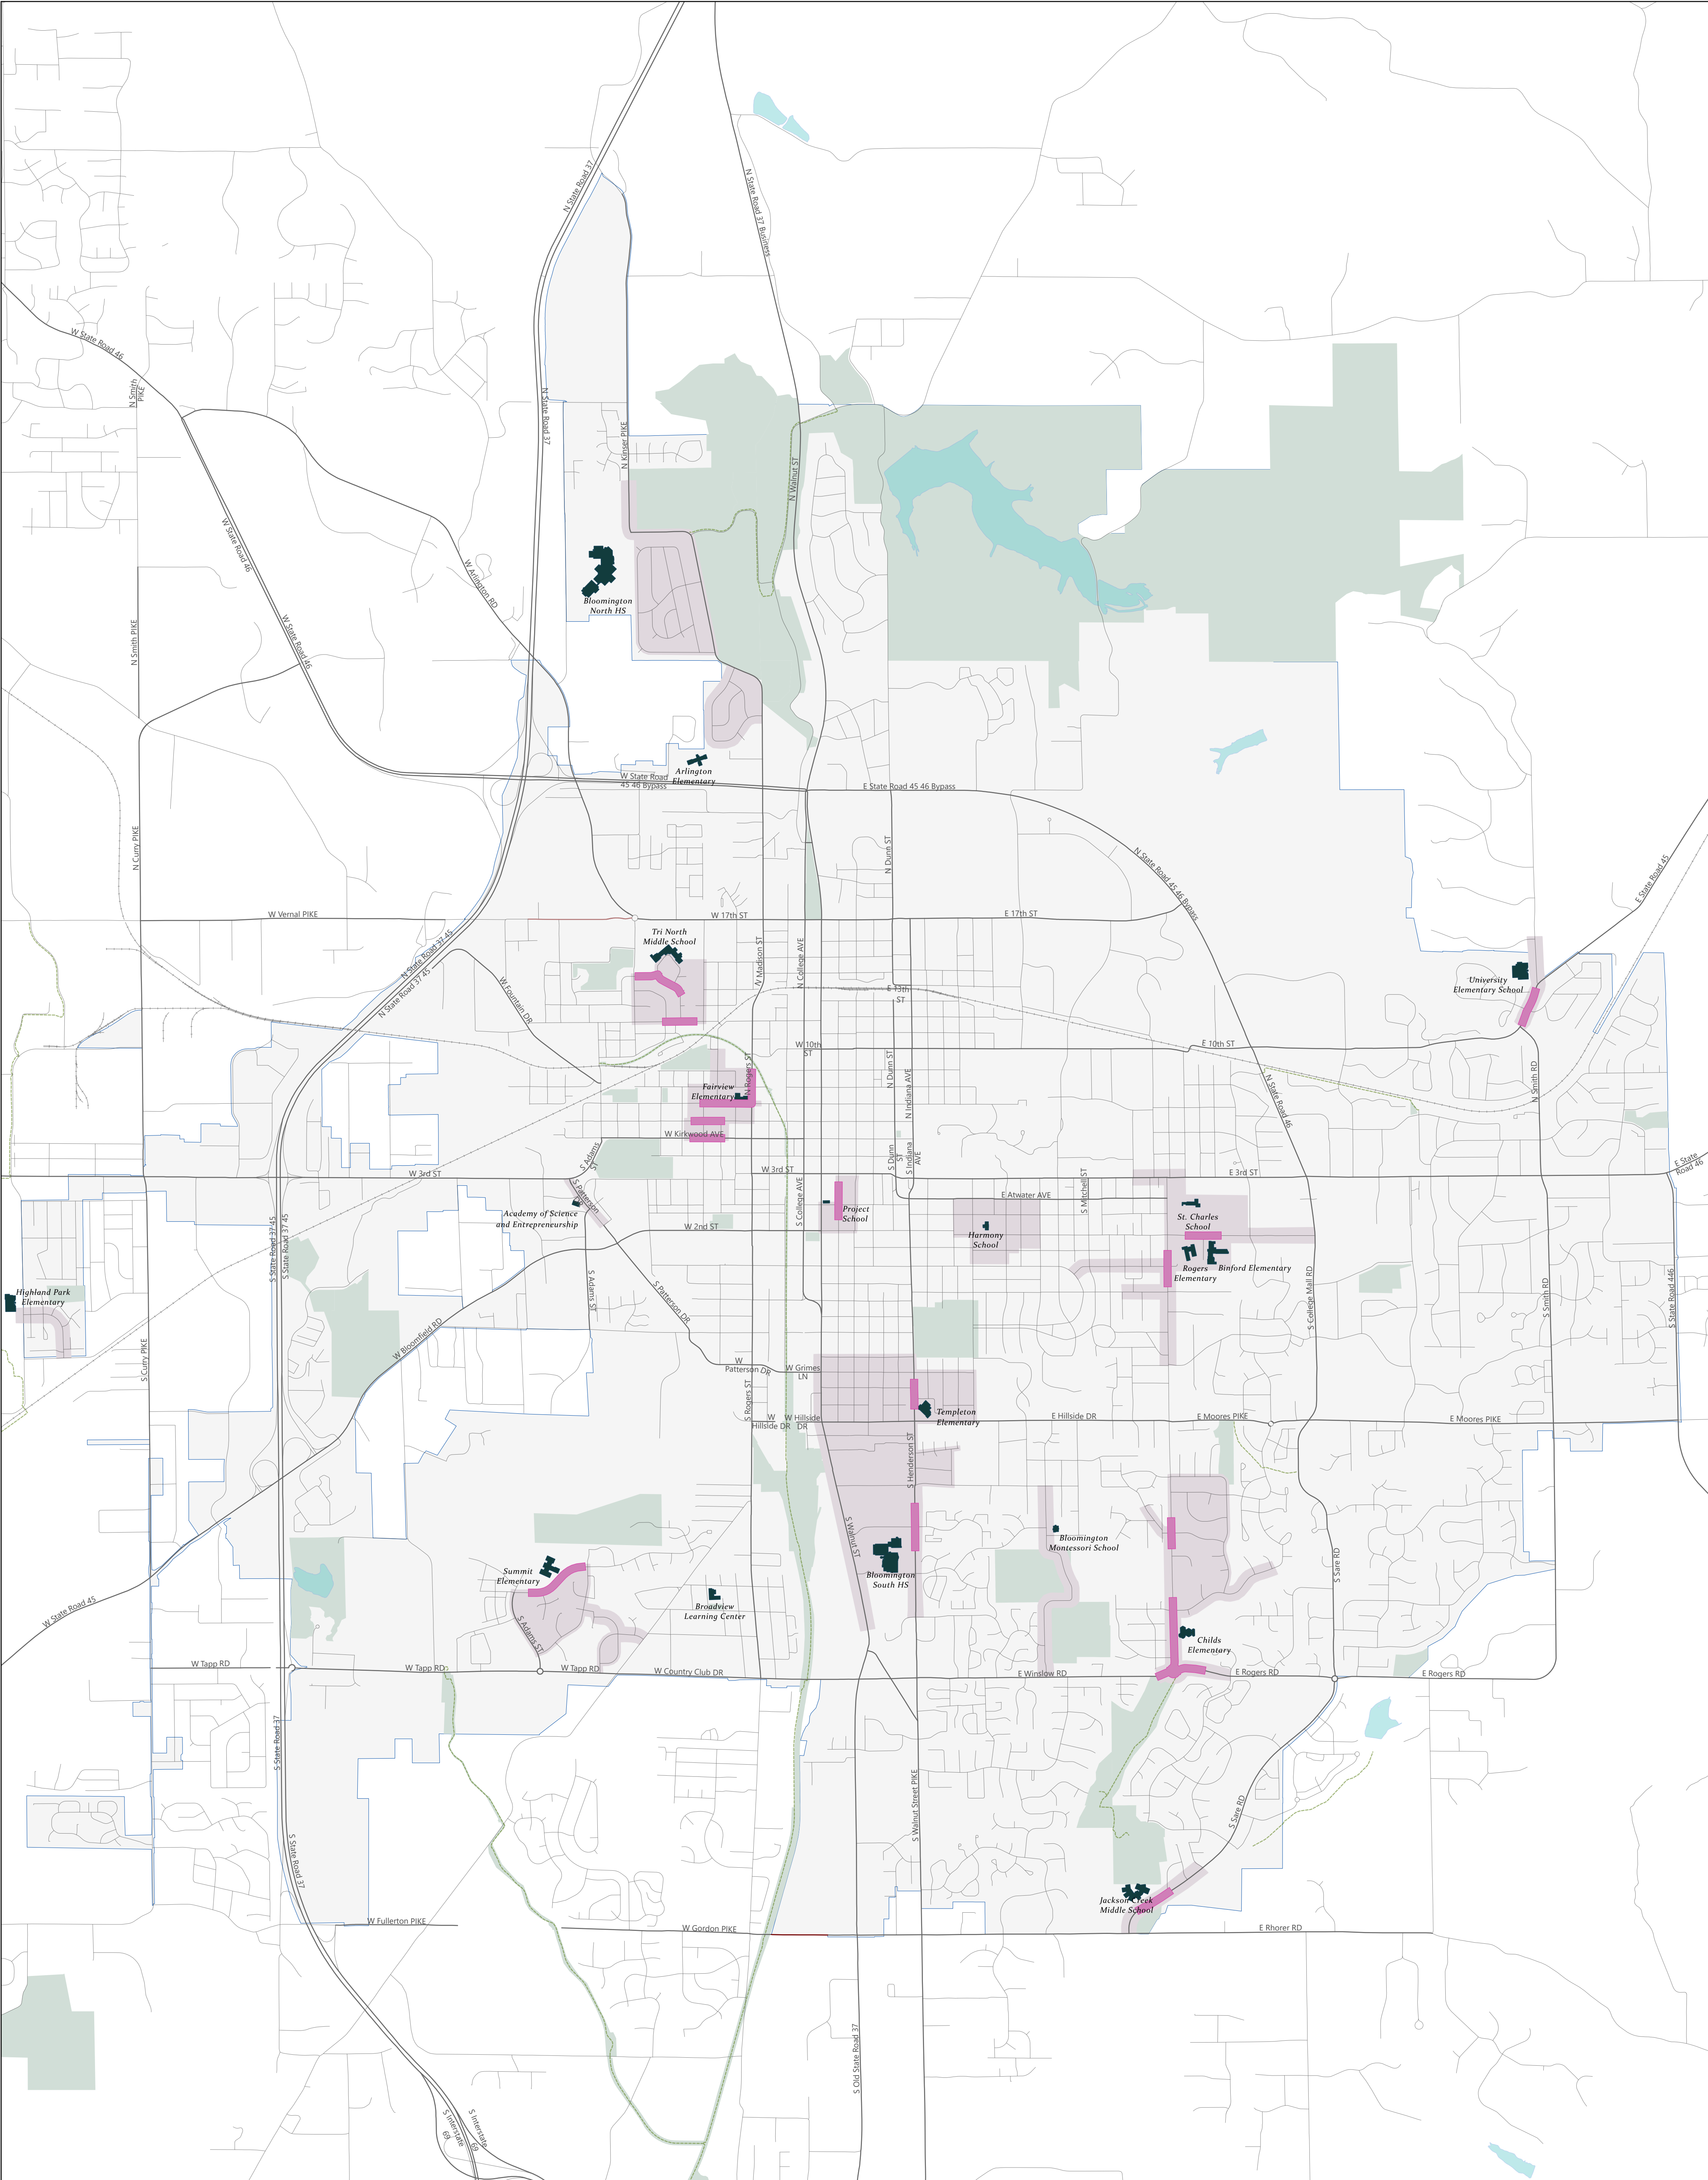 N State Road 37
N State Road 37 Business
W State Road 46
N Smith
PIKE
N State Road 37
N Kinser PIKE
N Walnut ST
W State Road 46
W Arlington RD
Bloomington
North HS
N Smith PIKE
W State Road 46
Arlington
Elementary
W State Road
45 46 Bypass
E State Road 45 46 Bypass
N Curry PIKE
N Dunn ST
N State Road 45 46 Bypass
E State Road 45
W Vernal PIKE
W 17th ST
E 17th ST
Tri North
Middle School
N Madison ST
N College AVE
N State Road 37 45
N State Road 37 45
W Fountain DR
E 13th
ST
University
Elementary School
W 10th
ST
E 10th ST
N Rogers ST
N Dunn ST
N Indiana AVE
N State Road 46
N Smith RD
Fairview
Elementary
W Kirkwood AVE
S Adams
ST
S Dunn
ST
S Indiana
AVE
W 3rd ST
W 3rd ST
E 3rd ST
E State
Road 46
S Patterson
S Mitchell ST
E Atwater AVE
Academy of Science
and Entrepreneurship
S College AVE
Project
School
St. Charles
School
W 2nd ST
Harmony
School
S State Road 37 45
S State Road 37 45
Rogers
Elementary
Binford Elementary
Highland Park
Elementary
S Adams ST
S Patterson DR
S College Mall RD
S Smith RD
S State Road 446
W Bloomfield RD
S Curry PIKE
W
Patterson DR
W Grimes
LN
S Rogers ST
Templeton
Elementary
W
Hillside DR
W Hillside
DR
E Hillside DR
E Moores PIKE
E Moores PIKE
S Henderson ST
S Walnut ST
Bloomington
Montessori School
Summit
Elementary
Bloomington
South HS
S Sare RD
W State Road 45
Broadview
Learning Center
S Adams ST
Childs
Elementary
W Tapp RD
W Tapp RD
W Tapp RD
W Country Club DR
E Winslow RD
E Rogers RD
E Rogers RD
S State Road 37
S Walnut Street PIKE
S Sare RD
S State Road 37
Jackson Creek
Middle School
W Fullerton PIKE
W Gordon PIKE
E Rhorer RD
S Old State Road 37
S Interstate
69
S Interstate
69